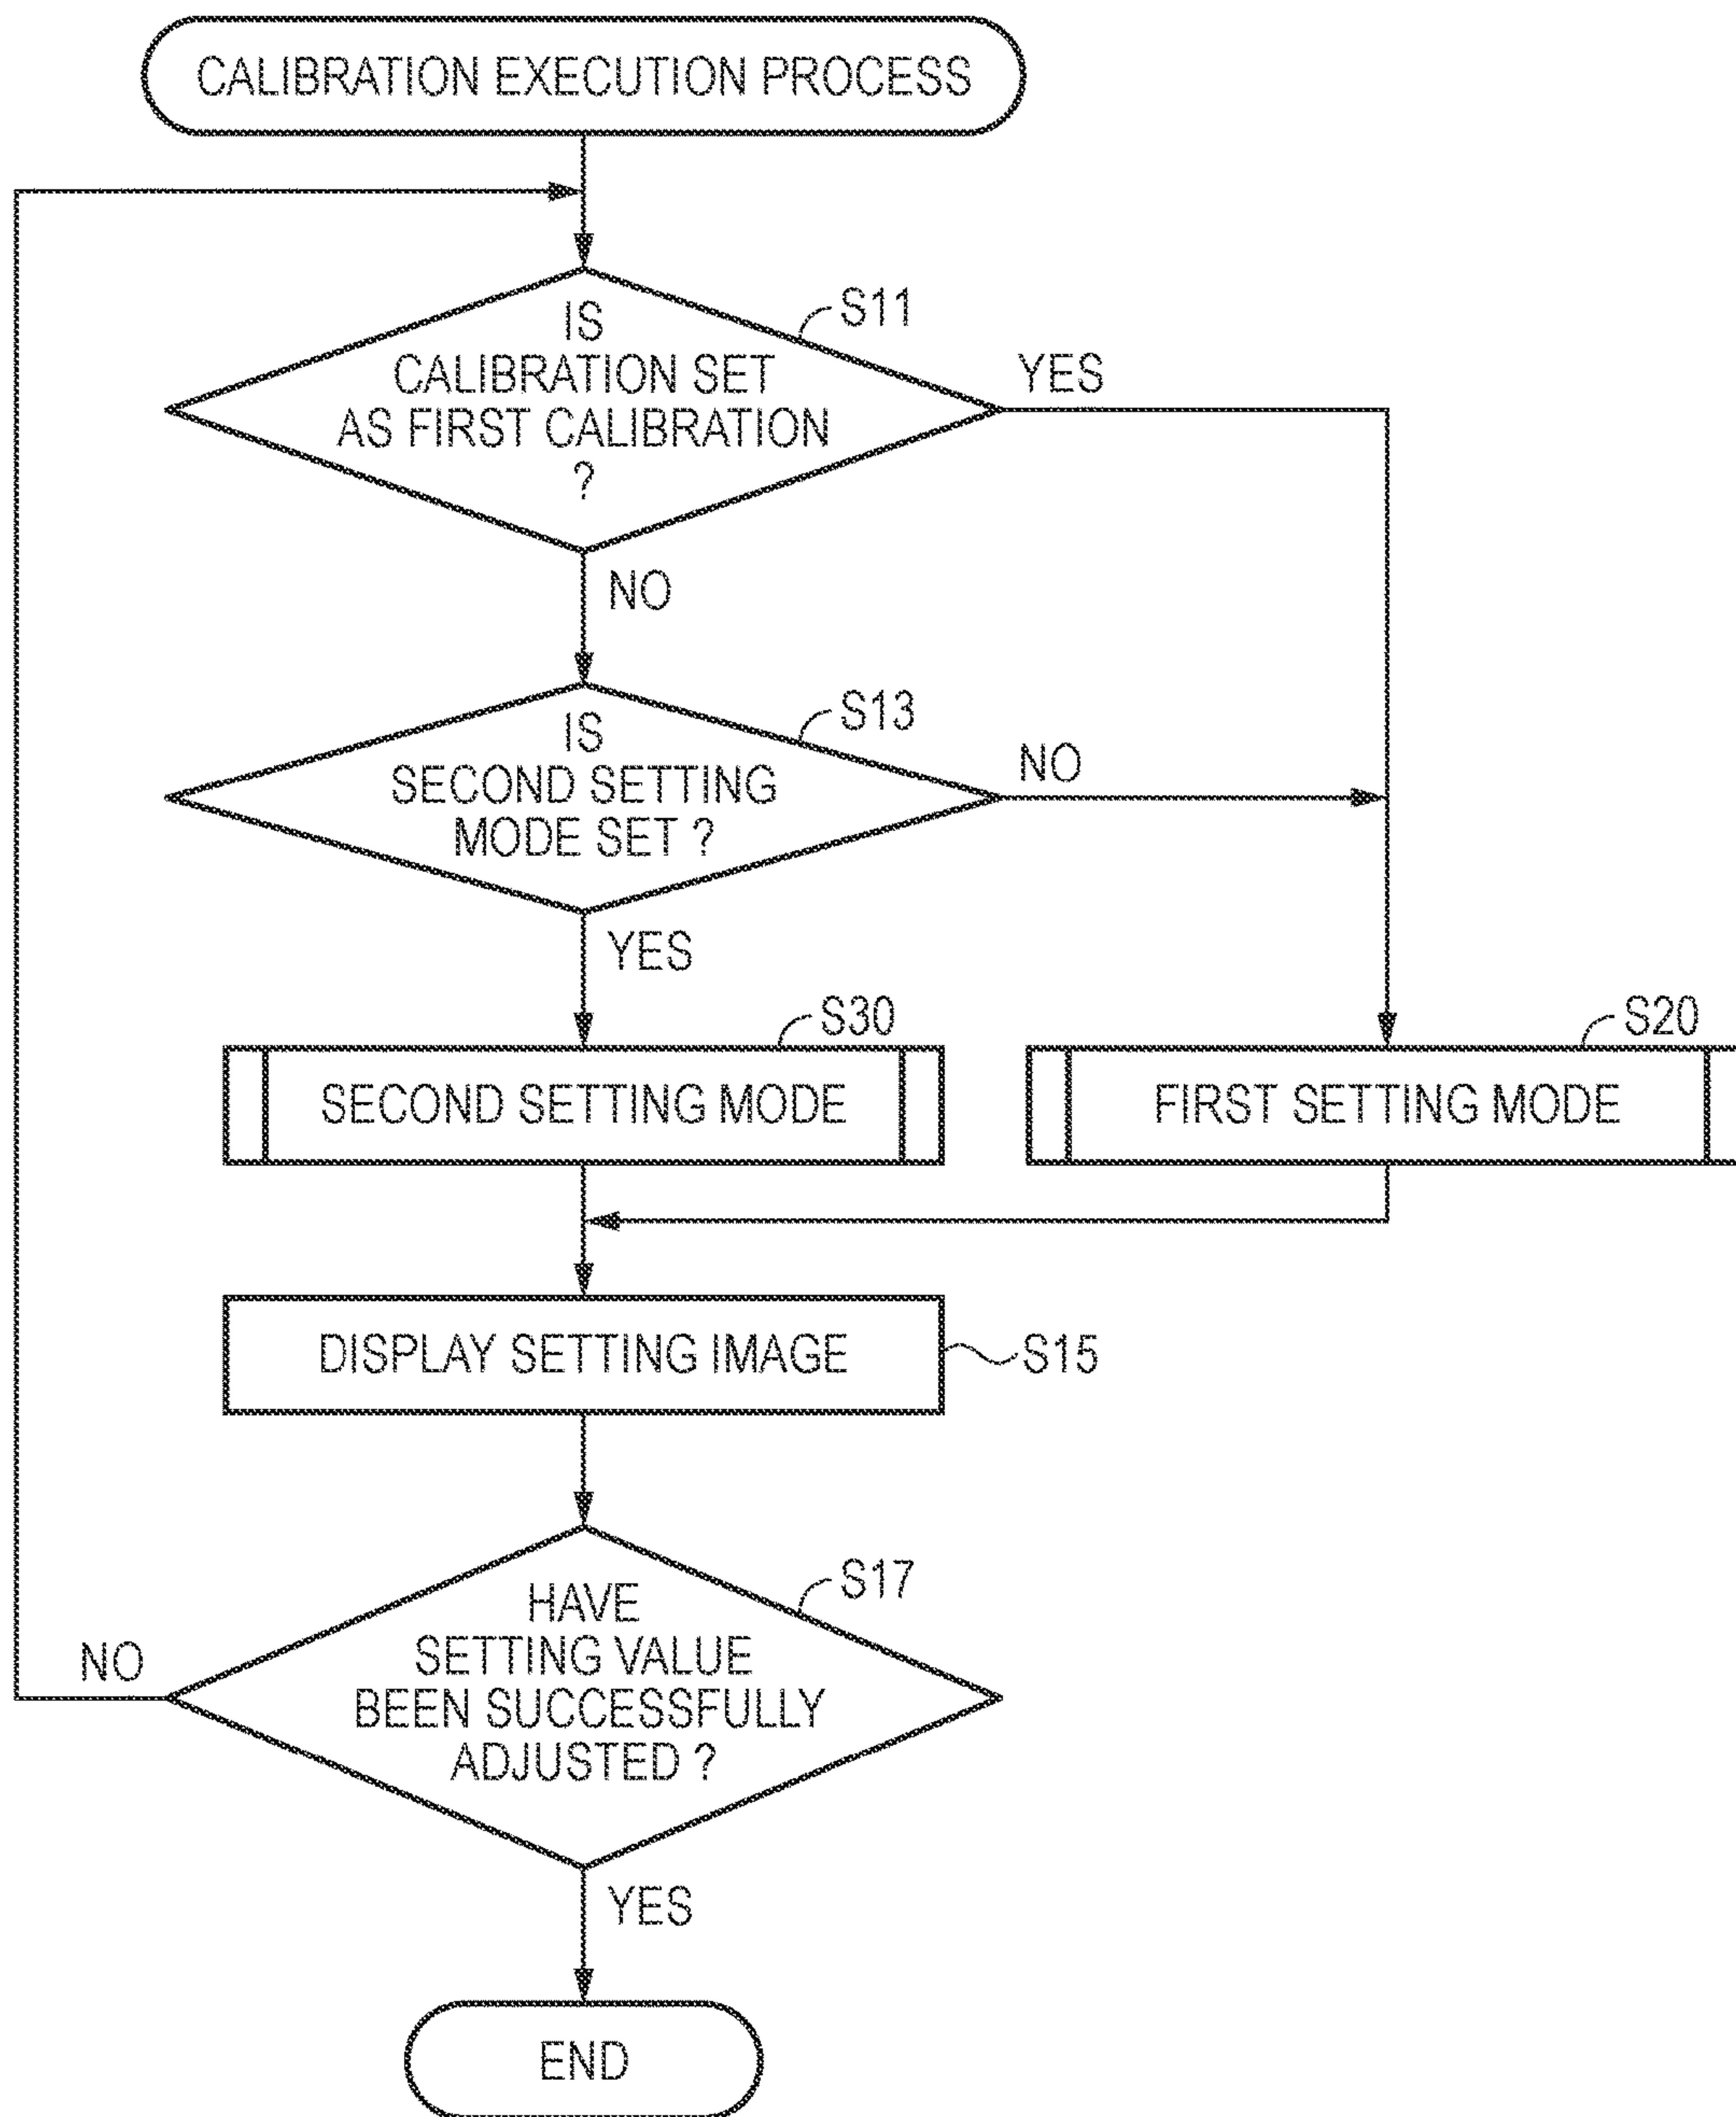 CALIBRATION EXECUTION PROCESS
S11
IS
CALIBRATION SET
AS FIRST CALIBRATION
?
YES
NO
S13
IS
SECOND SETTING
MODE SET ?
NO
YES
S30
SECOND SETTING MODE
S20
FIRST SETTING MODE
DISPLAY SETTING IMAGE
S15
S17
HAVE
SETTING VALUE
BEEN SUCCESSFULLY
ADJUSTED ?
NO
YES
END